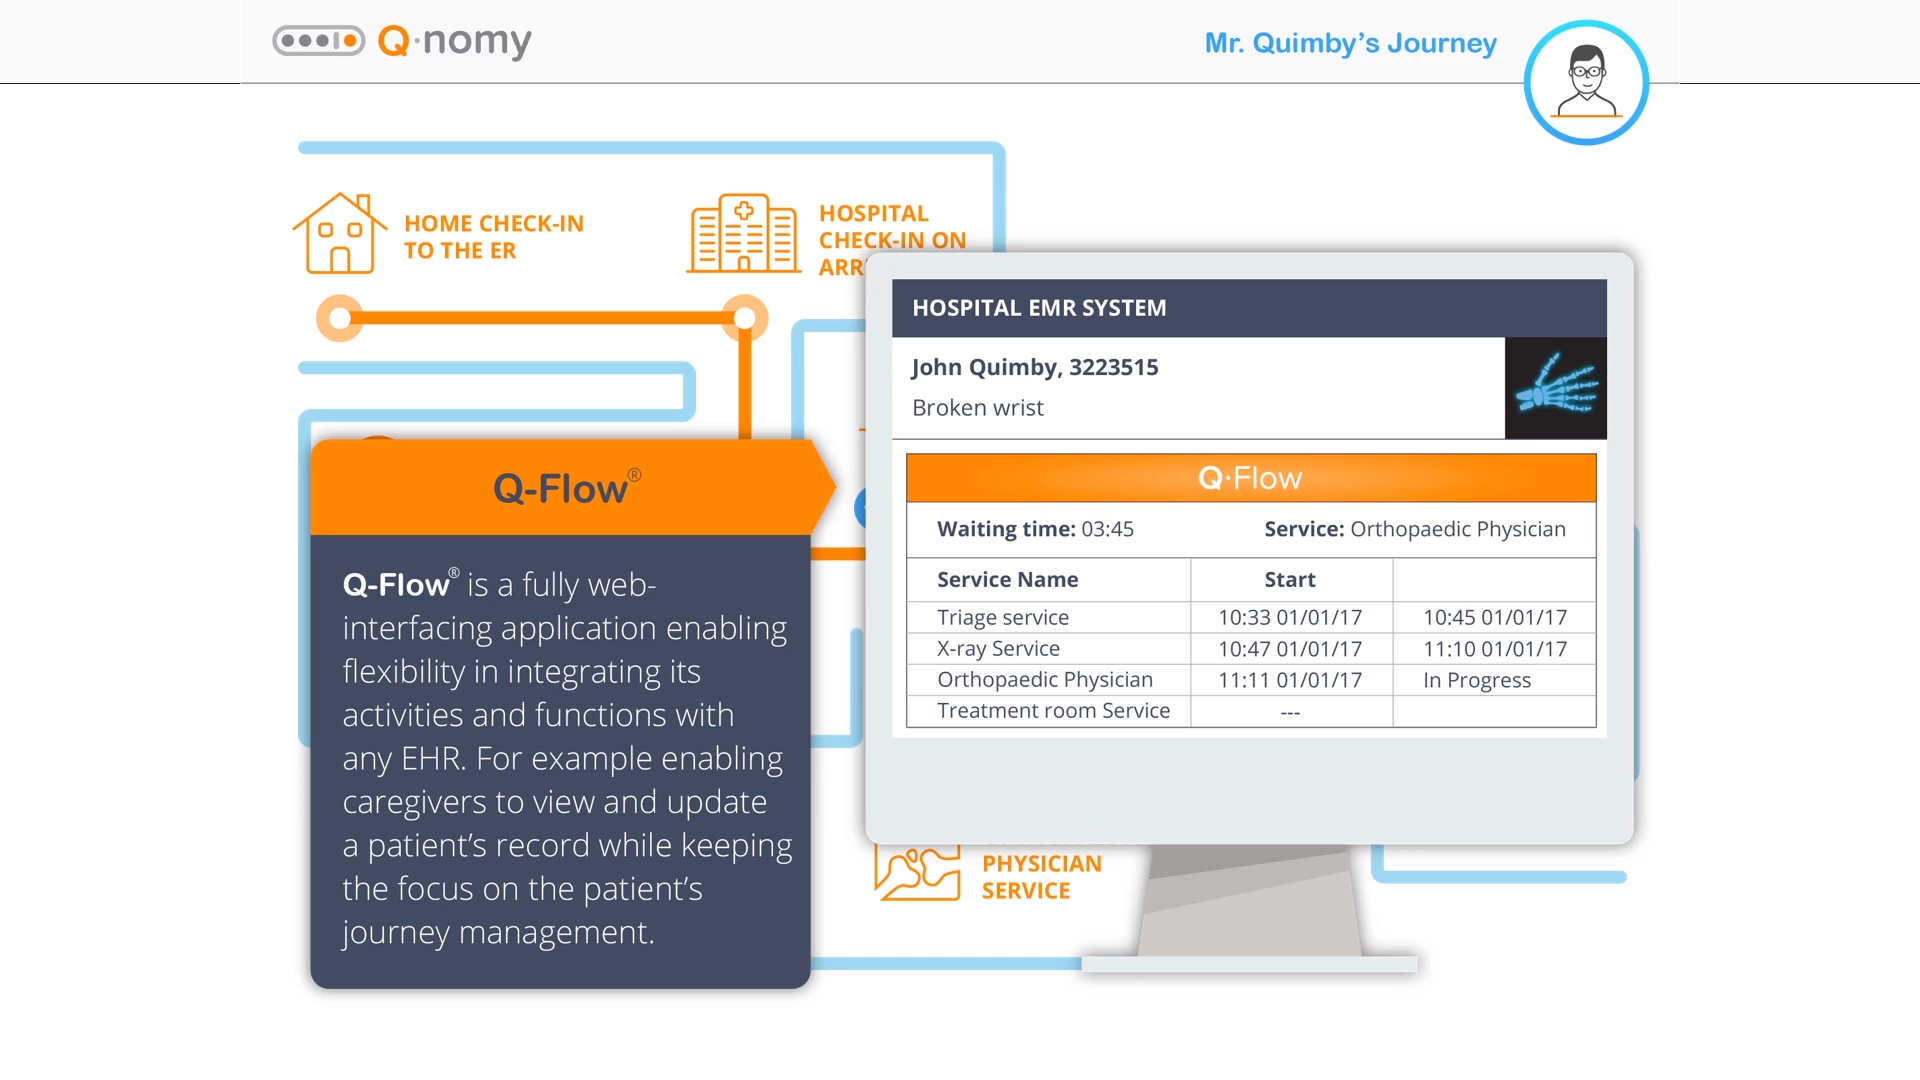 Q·nomy
Mr. Quimby’s Journey
HOME CHECK-IN
TO THE ER
HOSPITAL
CHECK-IN ON
HOSPITAL EMR SYSTEM
John Quimby, 3223515
Broken wrist
Q·Flow
Waiting time: 03:45 Service: Orthopaedic Physician
Service Name Start
Triage service 10:33 01/01/17 10:45 01/01/17
X-ray Service 10:47 01/01/17 11:10 01/01/17
Orthopaedic Physician 11:11 01/01/17 In Progress
Treatment room Service ---
Q-Flow®
Q-Flow® is a fully web-
interfacing application enabling
flexibility in integrating its
activities and functions with
any EHR. For example enabling
caregivers to view and update
a patient’s record while keeping
the focus on the patient’s
journey management.
PHYSICIAN
SERVICE